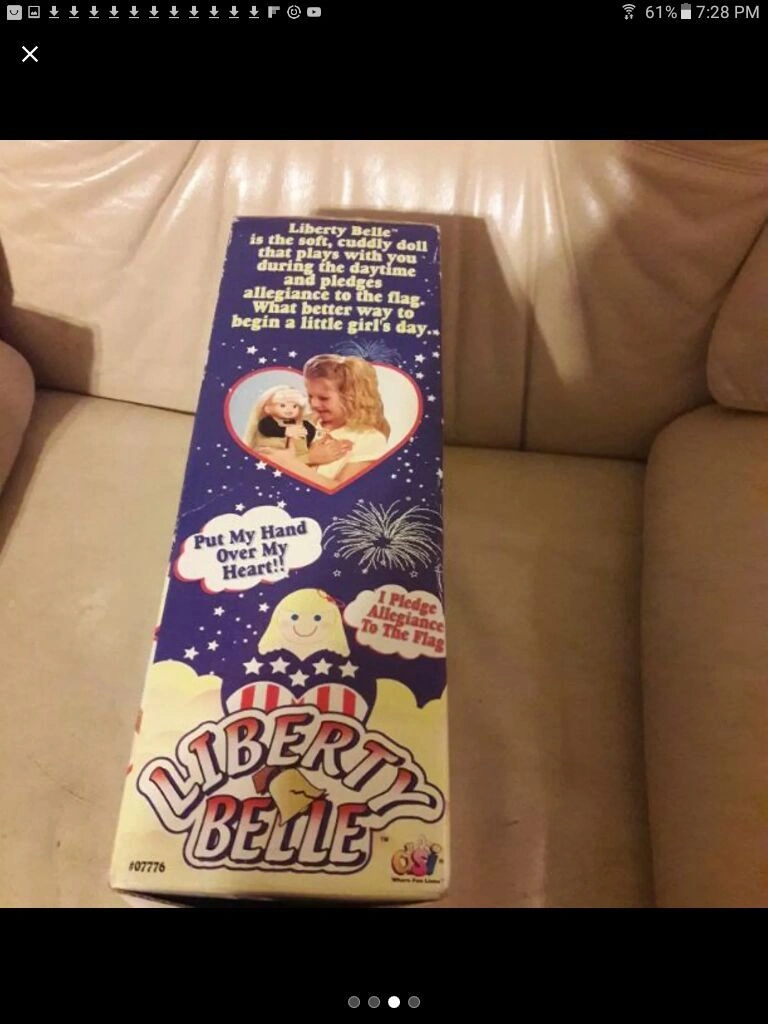 61% 7:28 PM
Liberty Belle™
is the soft, cuddly doll
that plays with you
during the daytime
and pledges
allegiance to the flag.
What better way to
begin a little girl's day...
Put My Hand
Over My
Heart!!
I Pledge
Allegiance
To The Flag
LIBERTY
BELLE™
#07776
DSI